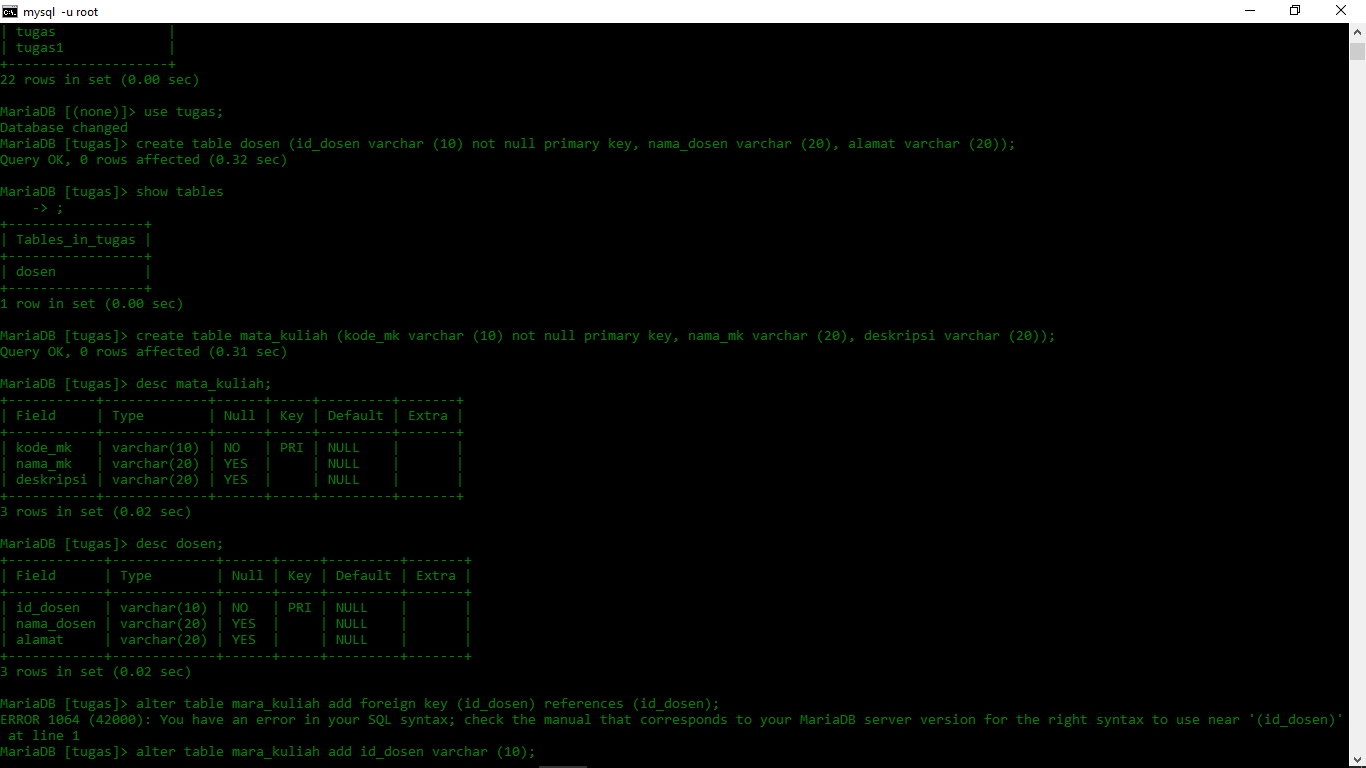 mysql -u root
| tugas              |
| tugas1             |
+--------------------+
22 rows in set (0.00 sec)
MariaDB [(none)]> use tugas;
Database changed
MariaDB [tugas]> create table dosen (id_dosen varchar (10) not null primary key, nama_dosen varchar (20), alamat varchar (20));
Query OK, 0 rows affected (0.32 sec)
MariaDB [tugas]> show tables
    -> ;
+-----------------+
| Tables_in_tugas |
+-----------------+
| dosen           |
+-----------------+
1 row in set (0.00 sec)
MariaDB [tugas]> create table mata_kuliah (kode_mk varchar (10) not null primary key, nama_mk varchar (20), deskripsi varchar (20));
Query OK, 0 rows affected (0.31 sec)
MariaDB [tugas]> desc mata_kuliah;
+-----------+-------------+------+-----+---------+-------+
| Field     | Type        | Null | Key | Default | Extra |
+-----------+-------------+------+-----+---------+-------+
| kode_mk   | varchar(10) | NO   | PRI | NULL    |       |
| nama_mk   | varchar(20) | YES  |     | NULL    |       |
| deskripsi | varchar(20) | YES  |     | NULL    |       |
+-----------+-------------+------+-----+---------+-------+
3 rows in set (0.02 sec)
MariaDB [tugas]> desc dosen;
+------------+-------------+------+-----+---------+-------+
| Field      | Type        | Null | Key | Default | Extra |
+------------+-------------+------+-----+---------+-------+
| id_dosen   | varchar(10) | NO   | PRI | NULL    |       |
| nama_dosen | varchar(20) | YES  |     | NULL    |       |
| alamat     | varchar(20) | YES  |     | NULL    |       |
+------------+-------------+------+-----+---------+-------+
3 rows in set (0.02 sec)
MariaDB [tugas]> alter table mara_kuliah add foreign key (id_dosen) references (id_dosen);
ERROR 1064 (42000): You have an error in your SQL syntax; check the manual that corresponds to your MariaDB server version for the right syntax to use near '(id_dosen)'
 at line 1
MariaDB [tugas]> alter table mara_kuliah add id_dosen varchar (10);